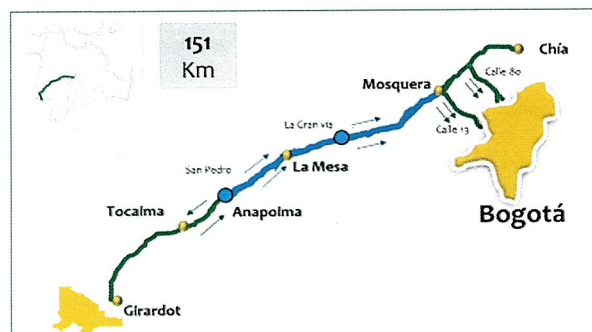 151
Km
Chía
Calle 80
Mosquera
La Gran vía
Calle 13
San Pedro
La Mesa
Tocaima
Anapoima
Bogotá
Girardot